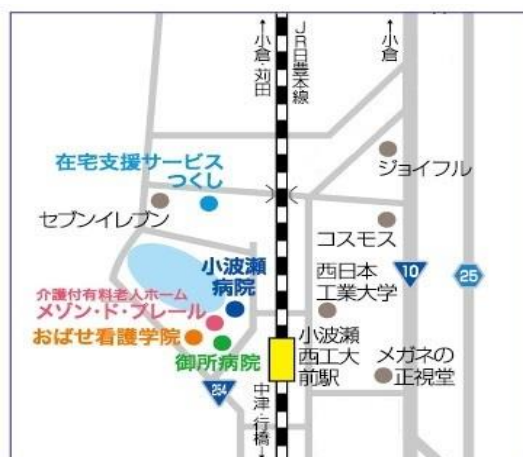 ↑小倉・苅田
JR日豊本線
↑小倉
在宅支援サービス
つくし
セブンイレブン
ジョイフル
コスモス
小波瀬
病院
西日本
工業大学
10
25
介護付有料老人ホーム
メゾン・ド・プレール
おばせ看護学院
御所病院
小波瀬
西工大
前駅
メガネの
正視堂
254
中津・行橋↓